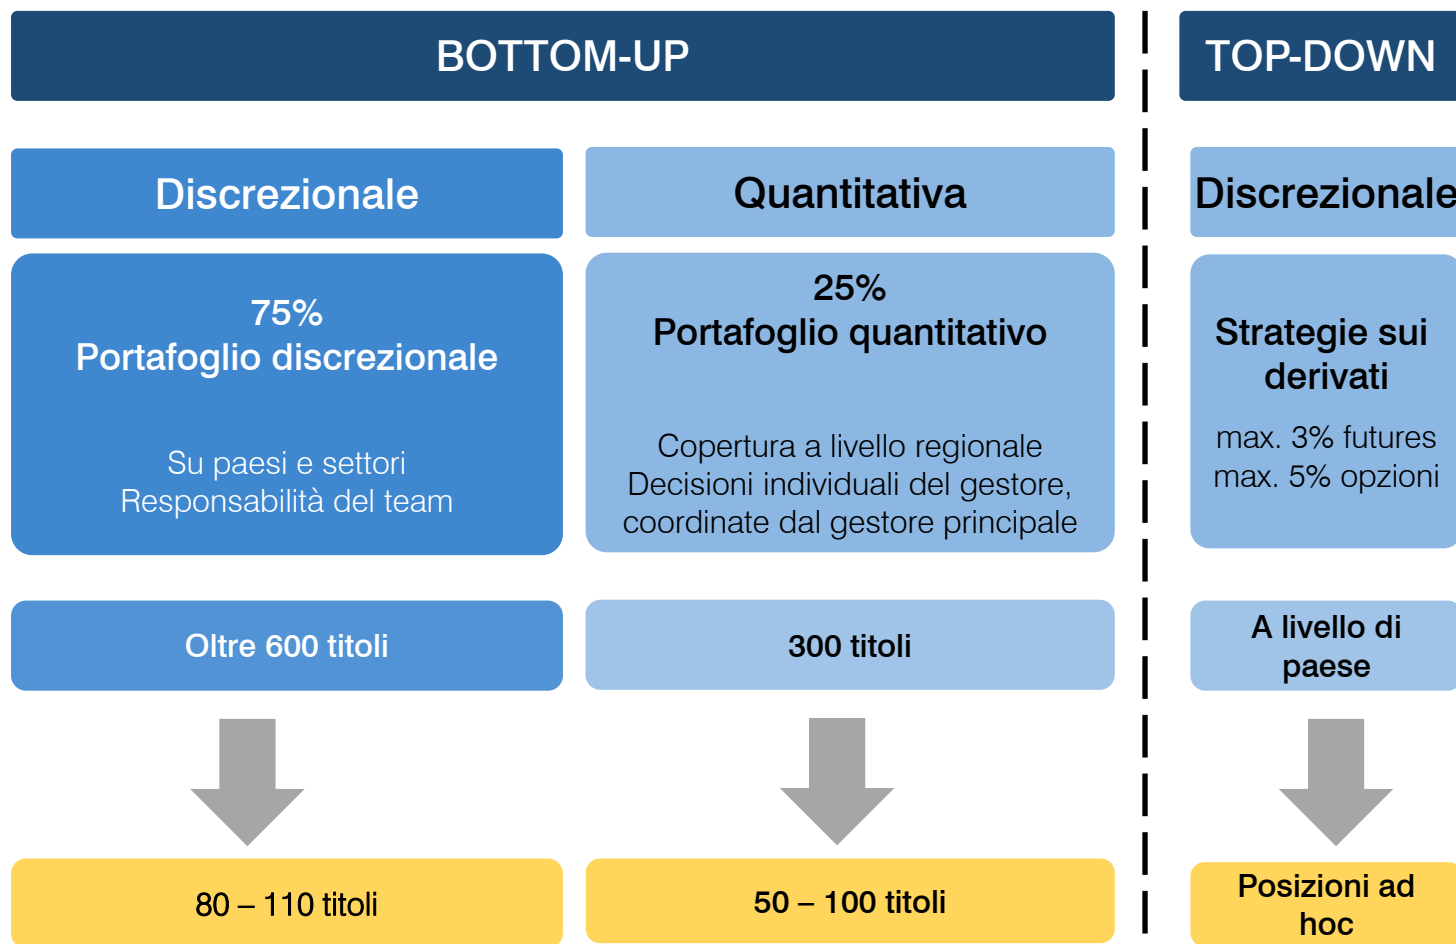 BOTTOM-UP
TOP-DOWN
Discrezionale
Quantitativa
Discrezionale
75%
Portafoglio discrezionale
Su paesi e settori
Responsabilità del team
25%
Portafoglio quantitativo
Copertura a livello regionale
Decisioni individuali del gestore,
coordinate dal gestore principale
Strategie sui
derivati
max. 3% futures
max. 5% opzioni
Oltre 600 titoli
300 titoli
A livello di
paese
80 – 110 titoli
50 – 100 titoli
Posizioni ad
hoc